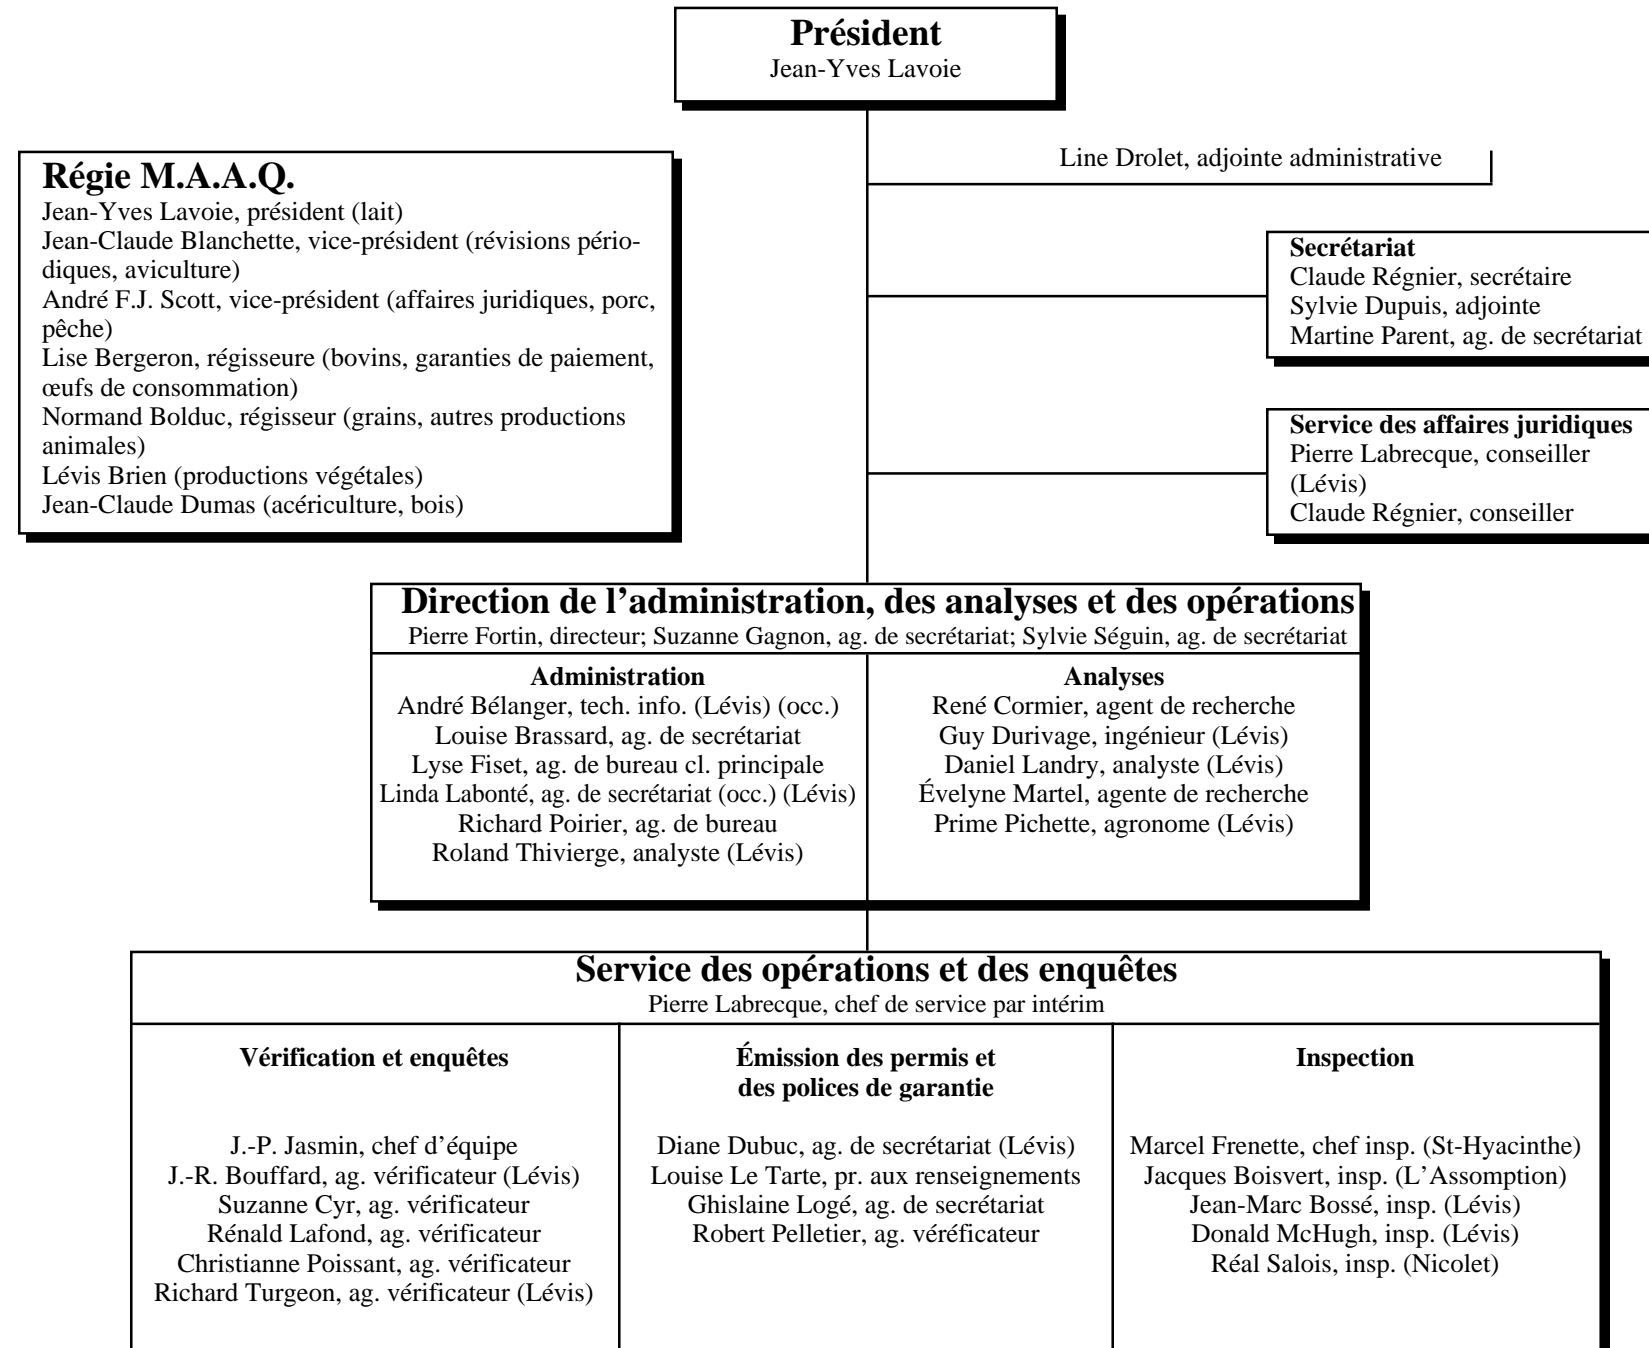 Président
Jean-Yves Lavoie
Line Drolet, adjointe administrative
Régie M.A.A.Q.
Jean-Yves Lavoie, président (lait)
Jean-Claude Blanchette, vice-président (révisions pério-
diques, aviculture)
André F.J. Scott, vice-président (affaires juridiques, porc,
pêche)
Lise Bergeron, régisseure (bovins, garanties de paiement,
œufs de consommation)
Normand Bolduc, régisseur (grains, autres productions
animales)
Lévis Brien (productions végétales)
Jean-Claude Dumas (acériculture, bois)
Secrétariat
Claude Régnier, secrétaire
Sylvie Dupuis, adjointe
Martine Parent, ag. de secrétariat
Service des affaires juridiques
Pierre Labrecque, conseiller
(Lévis)
Claude Régnier, conseiller
Direction de l’administration, des analyses et des opérations
Pierre Fortin, directeur; Suzanne Gagnon, ag. de secrétariat; Sylvie Séguin, ag. de secrétariat
Administration
André Bélanger, tech. info. (Lévis) (occ.)
Louise Brassard, ag. de secrétariat
Lyse Fiset, ag. de bureau cl. principale
Linda Labonté, ag. de secrétariat (occ.) (Lévis)
Richard Poirier, ag. de bureau
Roland Thivierge, analyste (Lévis)
Analyses
René Cormier, agent de recherche
Guy Durivage, ingénieur (Lévis)
Daniel Landry, analyste (Lévis)
Évelyne Martel, agente de recherche
Prime Pichette, agronome (Lévis)
Service des opérations et des enquêtes
Pierre Labrecque, chef de service par intérim
Vérification et enquêtes
J.-P. Jasmin, chef d’équipe
J.-R. Bouffard, ag. vérificateur (Lévis)
Suzanne Cyr, ag. vérificateur
Rénald Lafond, ag. vérificateur
Christianne Poissant, ag. vérificateur
Richard Turgeon, ag. vérificateur (Lévis)
Émission des permis et
des polices de garantie
Diane Dubuc, ag. de secrétariat (Lévis)
Louise Le Tarte, pr. aux renseignements
Ghislaine Logé, ag. de secrétariat
Robert Pelletier, ag. véréficateur
Inspection
Marcel Frenette, chef insp. (St-Hyacinthe)
Jacques Boisvert, insp. (L’Assomption)
Jean-Marc Bossé, insp. (Lévis)
Donald McHugh, insp. (Lévis)
Réal Salois, insp. (Nicolet)